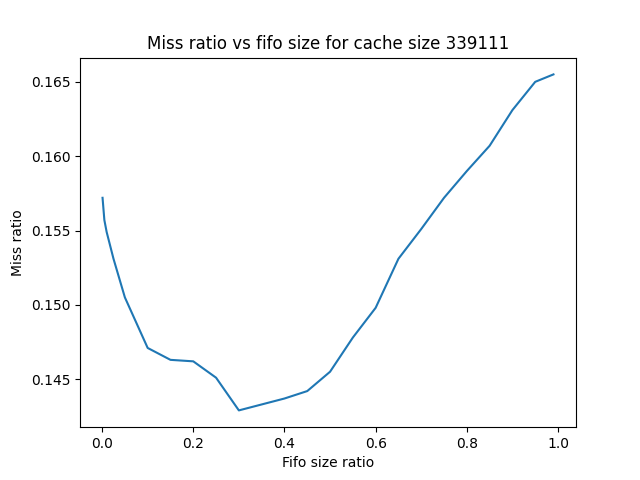 Miss ratio vs fifo size for cache size 339111
0.165
0.160
0.155
0.150
0.145
Miss ratio
0.0 0.2 0.4 0.6 0.8 1.0
Fifo size ratio